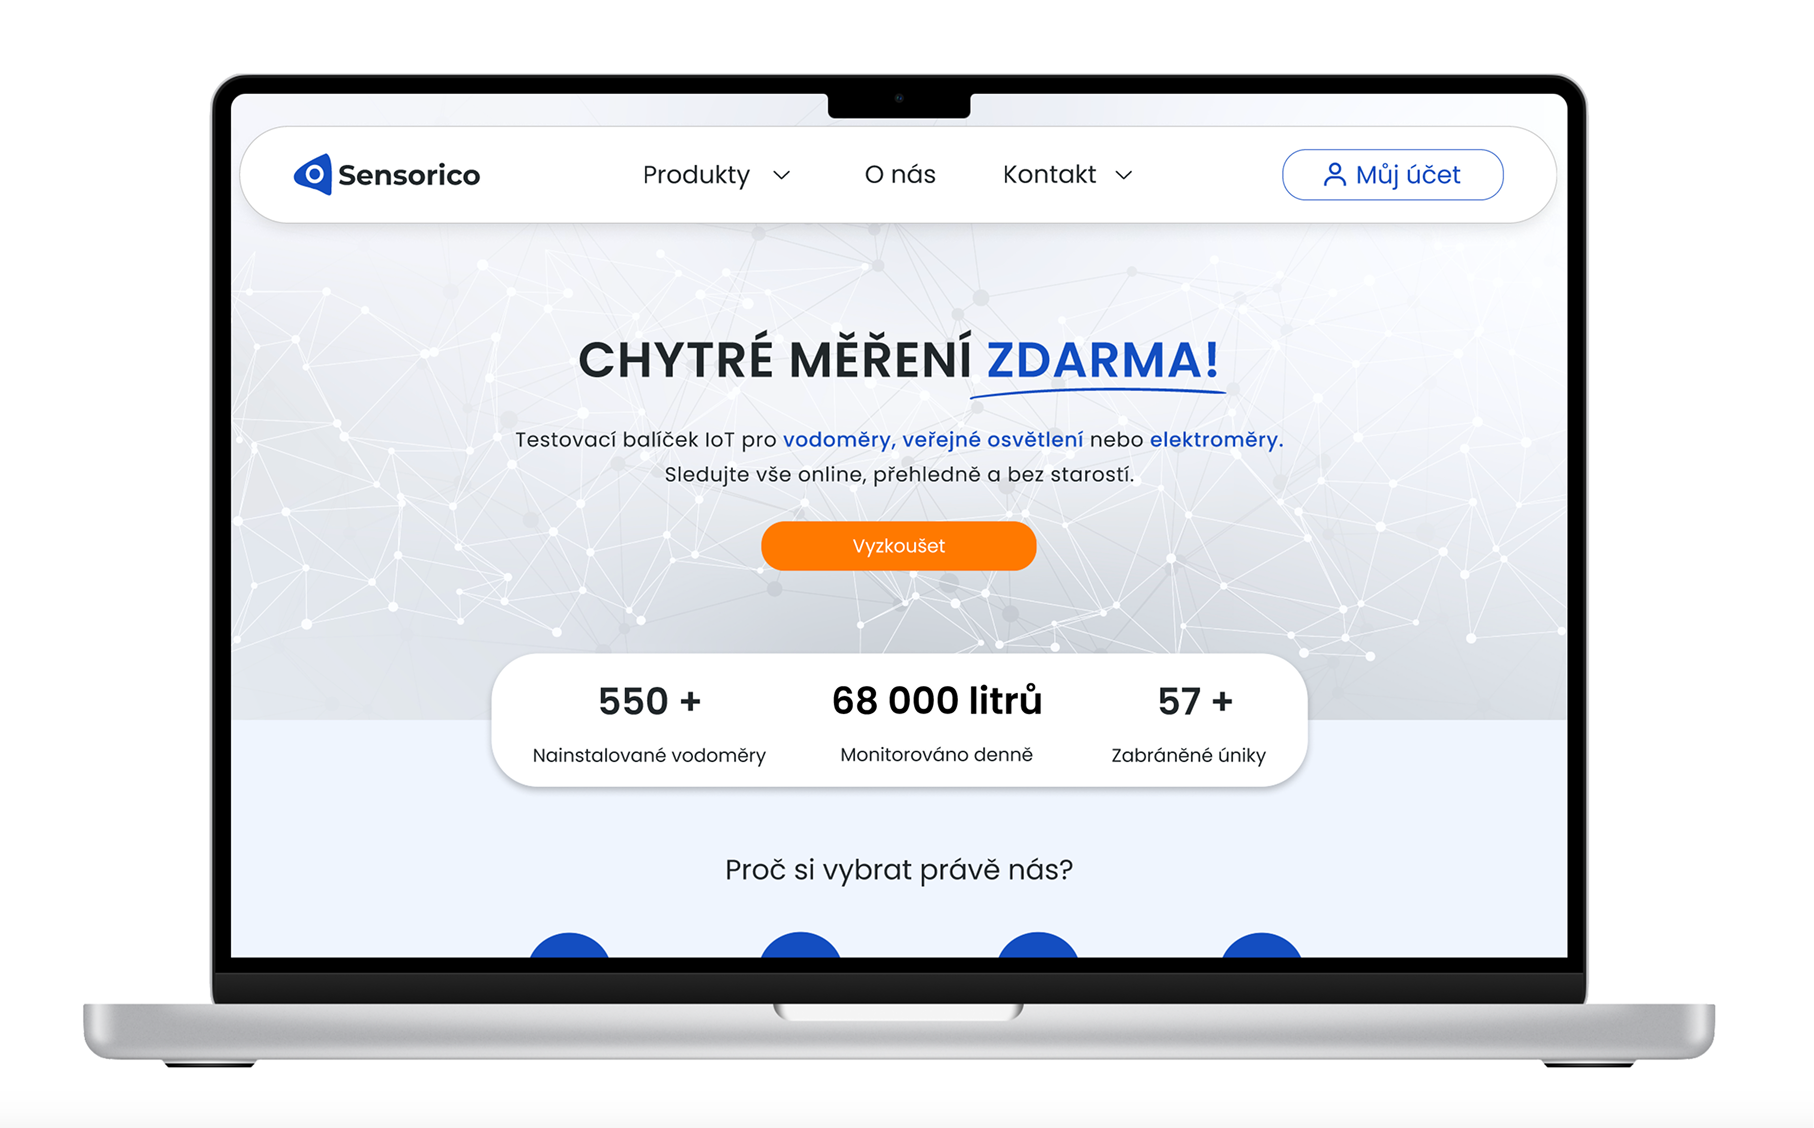 Sensorico
Produkty
O nás
Kontakt
Můj účet
CHYTRÉ MĚŘENÍ ZDARMA!
Testovací balíček IoT pro vodoměry, veřejné osvětlení nebo elektroměry.
Sledujte vše online, přehledně a bez starostí.
Vyzkoušet
550 +
68 000 litrů
57 +
Nainstalované vodoměry
Monitorováno denně
Zabráněné úniky
Proč si vybrat právě nás?